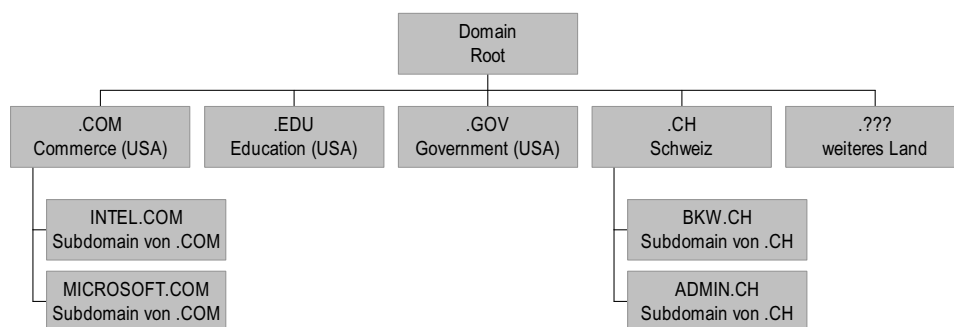 Domain
Root
.COM
Commerce (USA)
.EDU
Education (USA)
.GOV
Government (USA)
.CH
Schweiz
.???
weiteres Land
INTEL.COM
Subdomain von .COM
MICROSOFT.COM
Subdomain von .COM
BKW.CH
Subdomain von .CH
ADMIN.CH
Subdomain von .CH